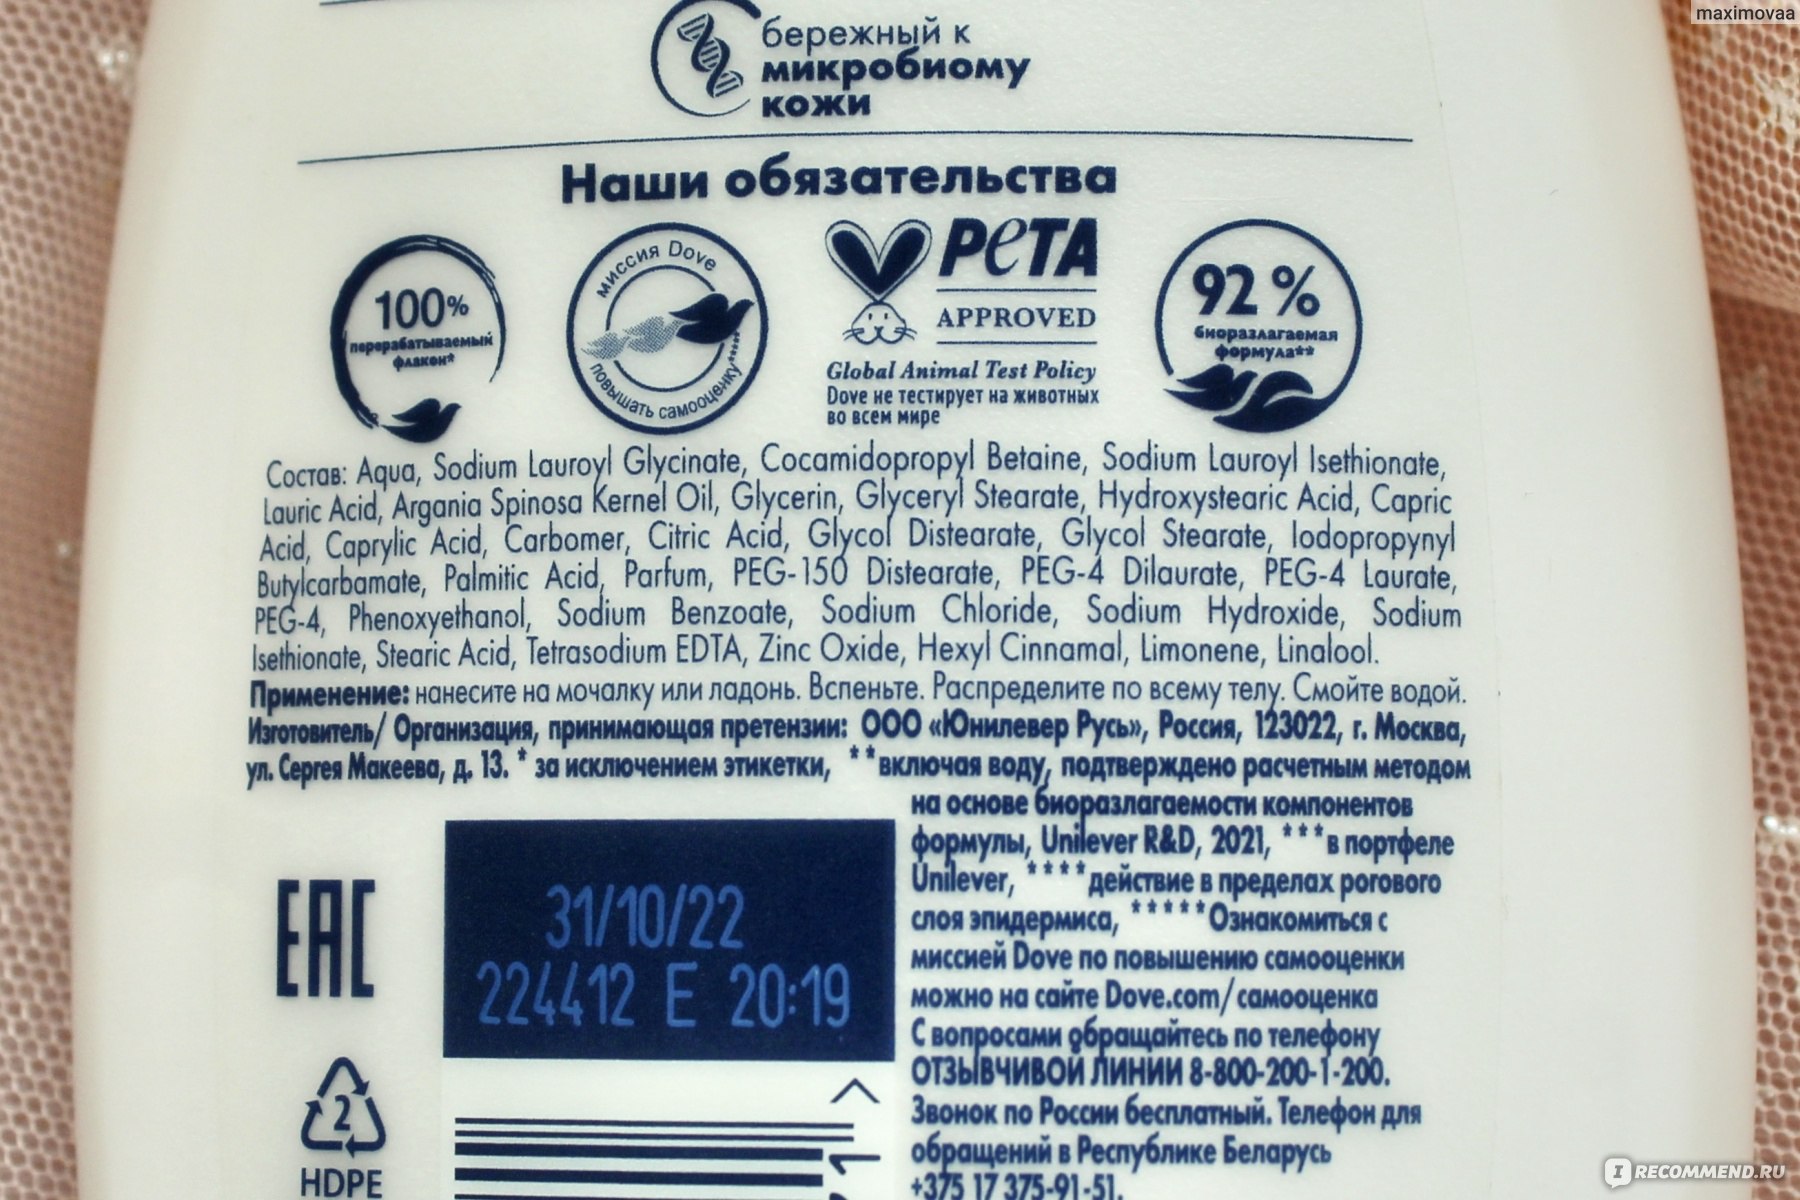 maximovaa
бережный к
микробиому
кожи
Наши обязательства
100%
перерабатываемый
флакон*
миссия Dove
повышать самооценку*****
PETA
APPROVED
Global Animal Test Policy
Dove не тестирует на животных
во всем мире
92 %
биоразлагаемая
формула**
Состав: Aqua, Sodium Lauroyl Glycinate, Cocamidopropyl Betaine, Sodium Lauroyl Isethionate,
Lauric Acid, Argania Spinosa Kernel Oil, Glycerin, Glyceryl Stearate, Hydroxystearic Acid, Capric
Acid, Caprylic Acid, Carbomer, Citric Acid, Glycol Distearate, Glycol Stearate, Iodopropynyl
Butylcarbamate, Palmitic Acid, Parfum, PEG-150 Distearate, PEG-4 Dilaurate, PEG-4 Laurate,
PEG-4, Phenoxyethanol, Sodium Benzoate, Sodium Chloride, Sodium Hydroxide, Sodium
Isethionate, Stearic Acid, Tetrasodium EDTA, Zinc Oxide, Hexyl Cinnamal, Limonene, Linalool.
Применение: нанесите на мочалку или ладонь. Вспеньте. Распределите по всему телу. Смойте водой.
Изготовитель/ Организация, принимающая претензии: ООО «Юнилевер Русь», Россия, 123022, г. Москва,
ул. Сергея Макеева, д. 13. * за исключением этикетки, **включая воду, подтверждено расчетным методом
на основе биоразлагаемости компонентов
формулы, Unilever R&D, 2021, ***в портфеле
Unilever, ****действие в пределах рогового
слоя эпидермиса, *****Ознакомиться с
миссией Dove по повышению самооценки
можно на сайте Dove.com/самооценка
С вопросами обращайтесь по телефону
ОТЗЫВЧИВОЙ ЛИНИИ 8-800-200-1-200.
Звонок по России бесплатный. Телефон для
обращений в Республике Беларусь
+375 17 375-91-51.
EAC
31/10/22
224412 E 20:19
2
HDPE
IRECOMMEND.RU